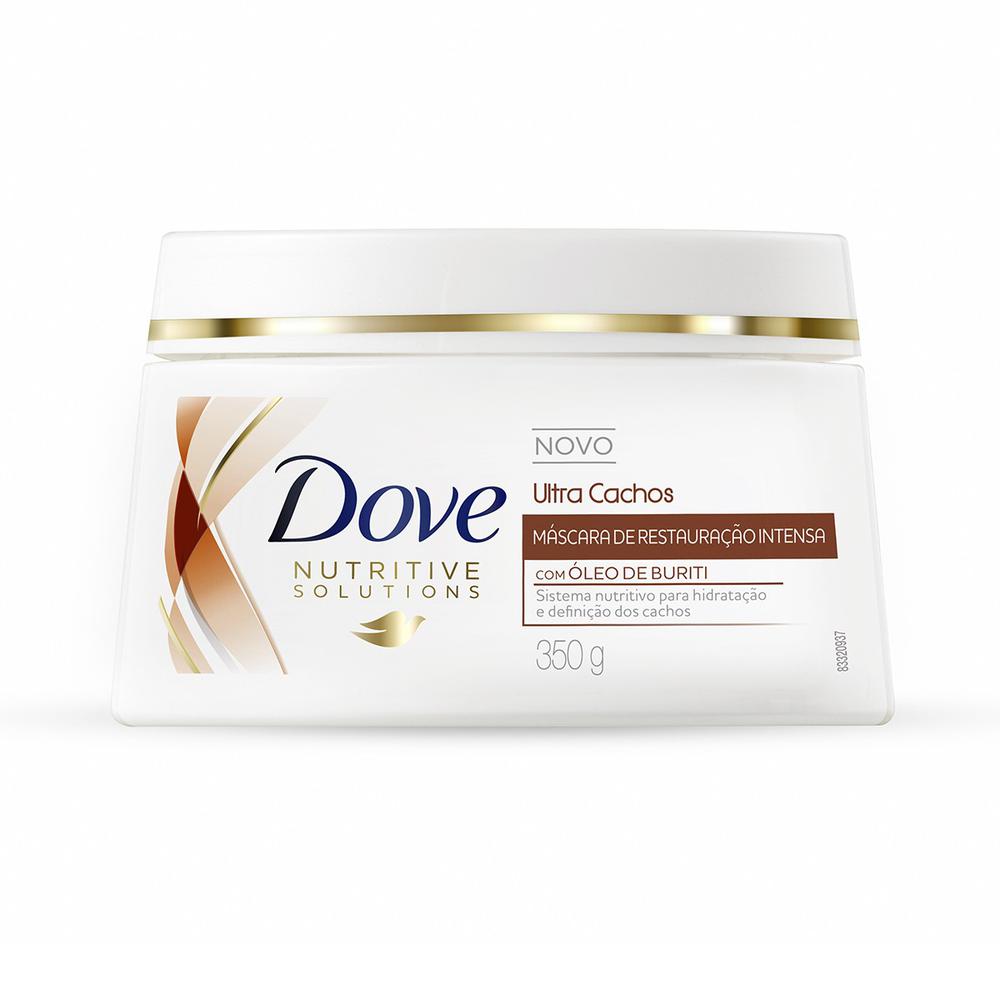 Dove
NUTRITIVE
SOLUTIONS
NOVO
Ultra Cachos
MÁSCARA DE RESTAURAÇÃO INTENSA
COM ÓLEO DE BURITI
Sistema nutritivo para hidratação
e definição dos cachos
350 g
83320937